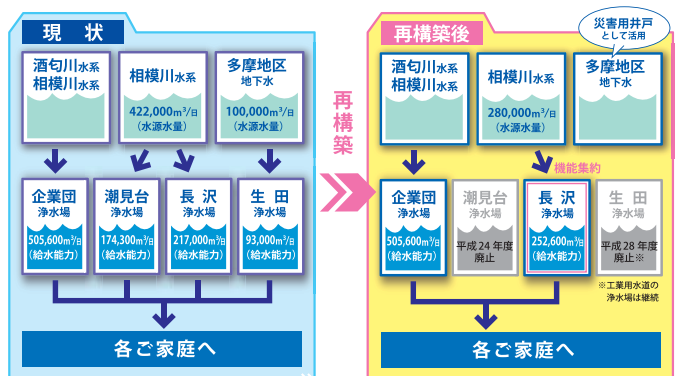 現状
酒匂川水系
相模川水系
相模川水系
422,000m³/日
(水源水量)
多摩地区
地下水
100,000m³/日
(水源水量)
企業団
浄水場
505,600m³/日
(給水能力)
潮見台
浄水場
174,300m³/日
(給水能力)
長沢
浄水場
217,000m³/日
(給水能力)
生田
浄水場
93,000m³/日
(給水能力)
各ご家庭へ
再構築
再構築後
災害用井戸
として活用
酒匂川水系
相模川水系
相模川水系
280,000m³/日
(水源水量)
多摩地区
地下水
機能集約
企業団
浄水場
505,600m³/日
(給水能力)
潮見台
浄水場
平成24年度
廃止
長沢
浄水場
252,600m³/日
(給水能力)
生田
浄水場
平成28年度
廃止※
※工業用水道の
浄水場は継続
各ご家庭へ